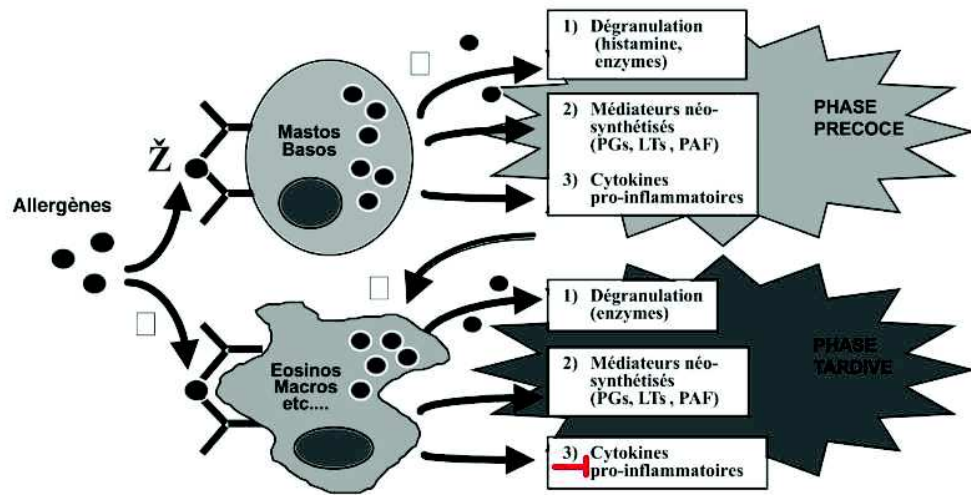 1) Dégranulation
(histamine,
enzymes)
2) Médiateurs néo-
synthétisés
(PGs, LTs , PAF)
3) Cytokines
pro-inflammatoires
PHASE
PRECOCE
Mastos
Basos
Ž
Allergènes
1) Dégranulation
(enzymes)
2) Médiateurs néo-
synthétisés
(PGs, LTs , PAF)
3) Cytokines
pro-inflammatoires
PHASE
TARDIVE
Eosinos
Macros
etc....